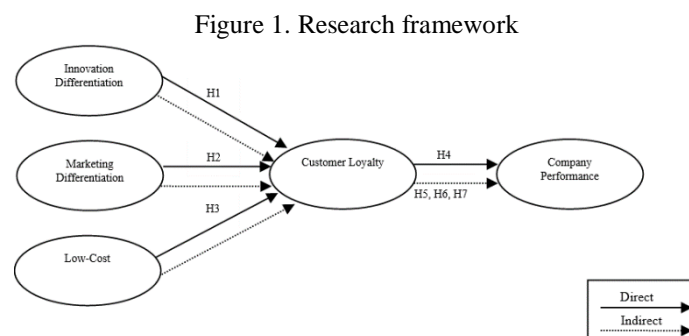 Figure 1. Research framework
Innovation
Differentiation
H1
Marketing
Differentiation
H2
Low-Cost
H3
Customer Loyalty
H4
H5, H6, H7
Company
Performance
Direct
Indirect